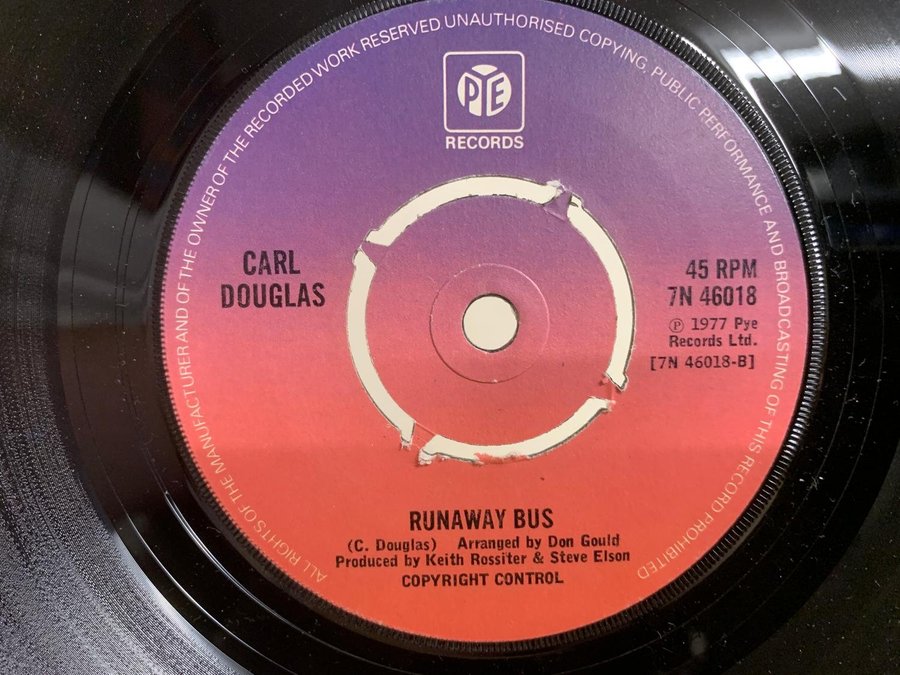 ALL RIGHTS OF THE MANUFACTURER AND OF THE OWNER OF THE RECORDED WORK RESERVED. UNAUTHORISED COPYING, PUBLIC PERFORMANCE AND BROADCASTING OF THIS RECORD PROHIBITED
PYE
RECORDS
CARL
DOUGLAS
45 RPM
7N 46018
Ⓟ 1977 Pye
Records Ltd.
[7N 46018-B]
RUNAWAY BUS
(C. Douglas) Arranged by Don Gould
Produced by Keith Rossiter & Steve Elson
COPYRIGHT CONTROL